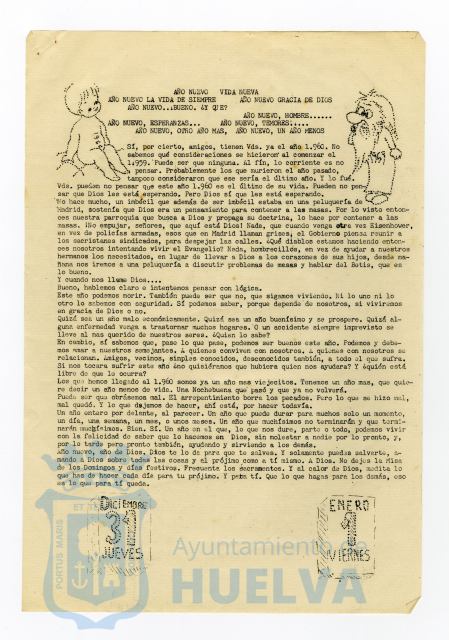 AÑO NUEVO VIDA NUEVA
AÑO NUEVO LA VIDA DE SIEMPRE AÑO NUEVO GRACIA DE DIOS
AÑO NUEVO...BUENO. ¿Y QUE?
AÑO NUEVO, HOMBRE......
AÑO NUEVO, ESPERANZAS... AÑO NUEVO, TEMORES.....
AÑO NUEVO, OTRO AÑO MAS, AÑO NUEVO, UN AÑO MENOS
1959
Sí, por cierto, amigos, tienen Vds. ya el año 1.960. No
sabemos qué consideraciones se hicieron al comenzar el
1.959. Puede ser que ninguna. Al fin, lo corriente es no
pensar. Probablemente los que murieron el año pasado,
tampoco consideraron que ese sería el último año. Y lo fué.
Vds. pueden no pensar que este año 1.960 es el último de su vida. Pueden no pen-
sar que Dios les está esperando. Pero Dios sí que les está esperando.
No hace mucho, un imbécil que además de ser imbécil estaba en una peluquería de
Madrid, sostenía que Dios era un pensamiento para contener a las masas. Por lo visto enton-
ces nuestra parroquia que busca a Dios y propaga su doctrina, lo hace por contener a las
masas. ¡No empujar, señores, que aquí está Dios! Nada, que cuando venga otra vez Eisenhower,
en vez de policías armadas, esos que en Madrid llaman grises, el Gobierno piensa reunir a
los escritantes sindicados, para despejar las calles. ¿Qué diablos estamos haciendo enton-
ces nosotros intentando vivir el Evangelio? Nada, hombrecillos, en vez de ayudar a nuestros
hermanos los necesitados, en lugar de llevar a Dios a los corazones de sus hijos, desde ma-
ñana nos iremos a una peluquería a discutir problemas de masas y hablar del Betis, que es
lo bueno.
Y cuando nos llame Dios....
Bueno, hablemos claro e intentemos pensar con lógica.
Este año podemos morir. También puede ser que no, que sigamos viviendo. Ni lo uno ni lo
otro lo sabemos con seguridad. Sí podemos saber, porque depende de nosotros, si viviremos
en gracia de Dios o no.
Quizá sea un año malo económicamente. Quizá sea un año buenísimo y se prospere. Quizá al-
guna enfermedad venga a trastornar muchos hogares. O un accidente siempre imprevisto se
lleve al mas querido de nuestros seres. ¿Quien lo sabe?
En cambio, sí sabemos que, pase lo que pase, podemos ser buenos este año. Podemos y debe-
mos amar a nuestros semejantes. A quienes conviven con nosotros. a quienes con nosotros se
relacionan. Amigos, vecinos, simples conocidos, desconocidos también, a todo el que sufra.
Si nos tocara sufrir este año ¿no quisiéramos que hubiera quien nos ayudara? Y ¿quién está
libre de que lo ocurra?
Los que hemos llegado al 1.960 somos ya un año mas viejecitos. Tenemos un año mas, que quie-
re decir un año menos de vida. Una Nochebuena que pasó y que ya no volverá.
Puede ser que obrásemos mal. El arrepentimiento borra los pecados. Pero lo que se hizo mal,
mal quedó. Y lo que dejamos de hacer, ahí está, por hacer todavía.
Un año entero por delante, al parecer. Un año que puede durar para muchos solo un momento,
un día, una semana, un mes, o unos meses. Un año que muchísimos no terminarán y que termi-
narán muchísimos. Bien. Sí. Un año en el que, lo que nos dure, parte o todo, podamos vivir
con la felicidad de saber que lo hacemos en Dios, sin molestar a nadie por lo pronto, y,
por lo tarde pero pronto también, ayudando y sirviendo a los demás.
Año nuevo, año de Dios. Dios te lo da para que te salves. Y solamente puedas salvarte, a-
mando a Dios sobre todas las cosas y al prójimo como a tí mismo. A Dios. No dejes la Misa
de los Domingos y días festivos. Frecuente los sacramentos. Y al calor de Dios, medita lo
que has de hacer cada día para tu prójimo. Y para tí. Que lo que hagas para los demás, eso
es lo que para tí queda.
DICIEMBRE
31
JUEVES
ENERO
1
VIERNES
PORTUS MARIS
Ayuntamiento de
HUELVA